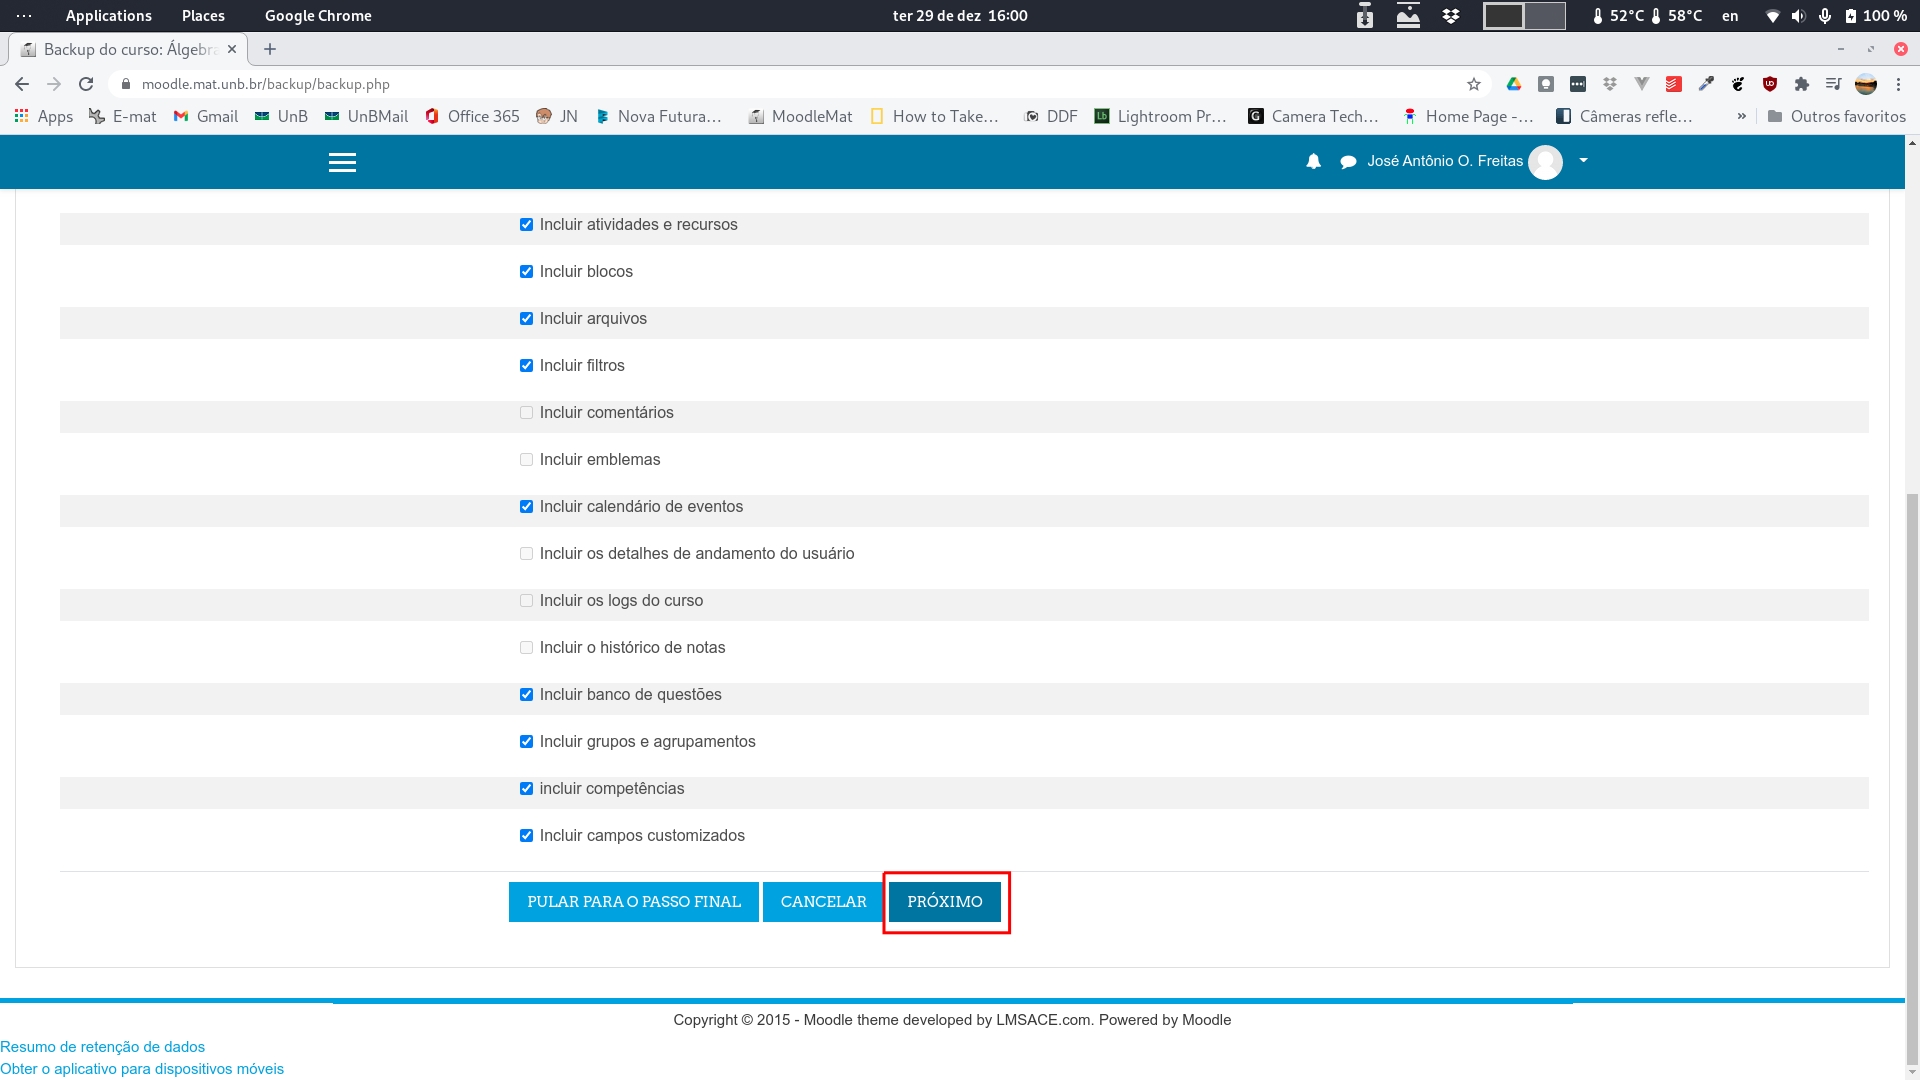 Applications Places Google Chrome ter 29 de dez 16:00 52°C 58°C en 100 %
Backup do curso: Álgebra
moodle.mat.unb.br/backup/backup.php
Apps E-mat Gmail UnB UnBMail Office 365 JN Nova Futura... MoodleMat How to Take... DDF Lightroom Pr... Camera Tech... Home Page -... Câmeras refle... » Outros favoritos
José Antônio O. Freitas
Incluir atividades e recursos
Incluir blocos
Incluir arquivos
Incluir filtros
Incluir comentários
Incluir emblemas
Incluir calendário de eventos
Incluir os detalhes de andamento do usuário
Incluir os logs do curso
Incluir o histórico de notas
Incluir banco de questões
Incluir grupos e agrupamentos
incluir competências
Incluir campos customizados
PULAR PARA O PASSO FINAL CANCELAR PRÓXIMO
Copyright © 2015 - Moodle theme developed by LMSACE.com. Powered by Moodle
Resumo de retenção de dados
Obter o aplicativo para dispositivos móveis